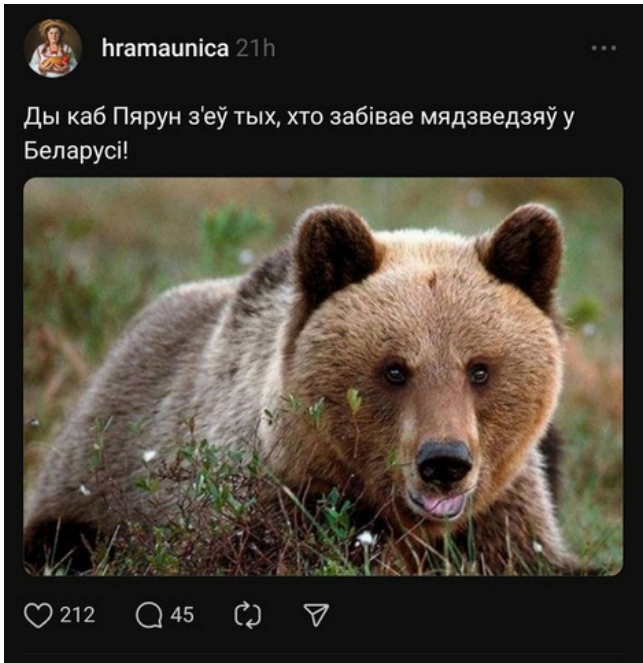 hramaunica 21h
Ды каб Пярун з'еў тых, хто забівае мядзведзяў у
Беларусі!
212 45